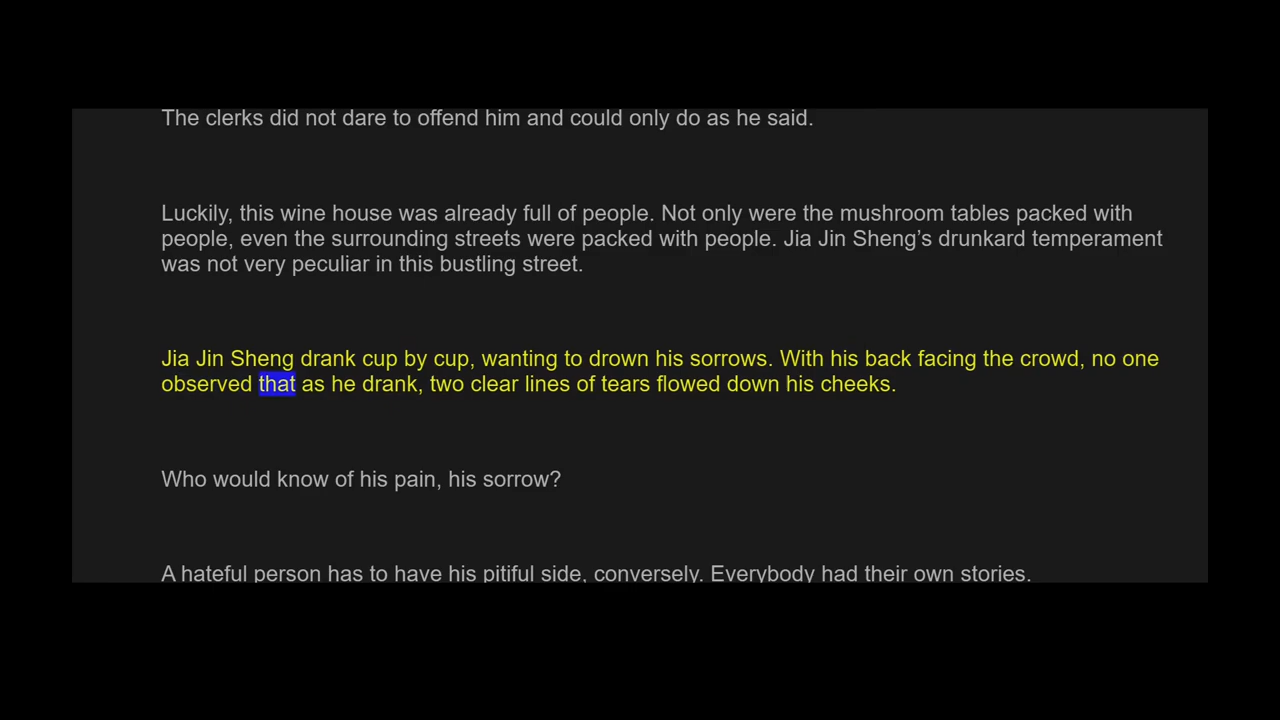 The clerks did not dare to offend him and could only do as he said.
Luckily, this wine house was already full of people. Not only were the mushroom tables packed with
people, even the surrounding streets were packed with people. Jia Jin Sheng’s drunkard temperament
was not very peculiar in this bustling street.
Jia Jin Sheng drank cup by cup, wanting to drown his sorrows. With his back facing the crowd, no one
observed that as he drank, two clear lines of tears flowed down his cheeks.
Who would know of his pain, his sorrow?
A hateful person has to have his pitiful side, conversely. Everybody had their own stories.